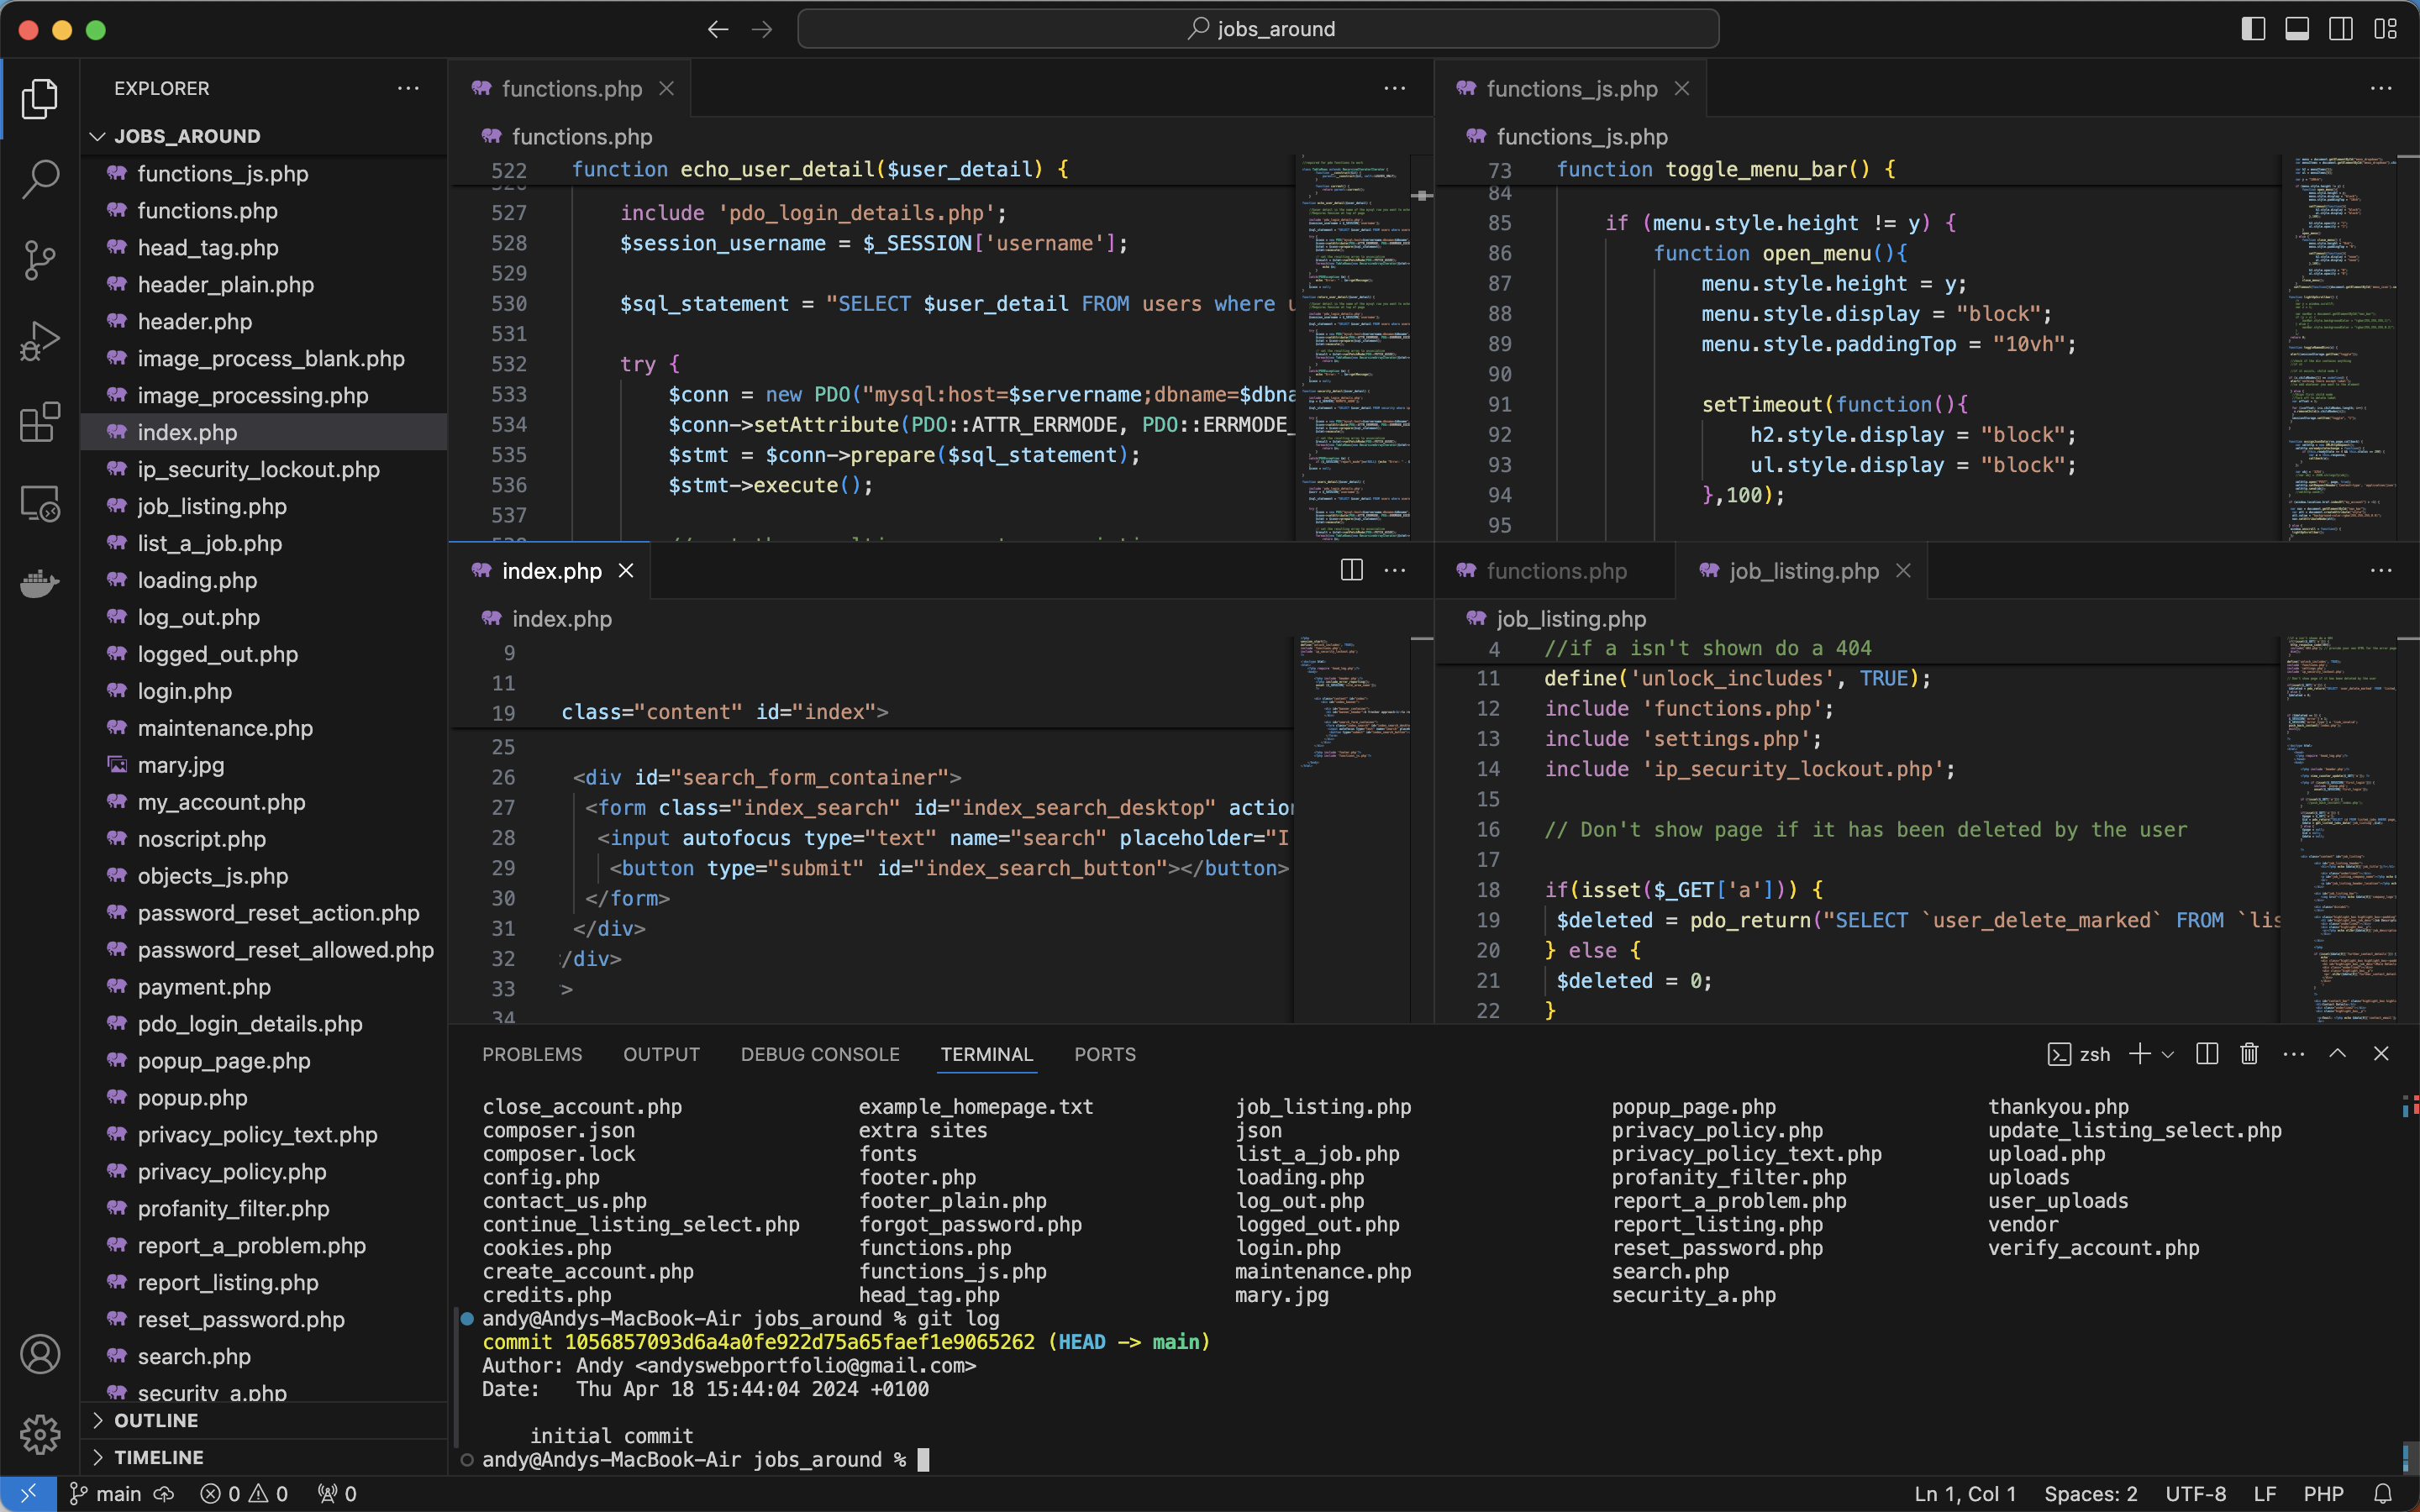 jobs_around
EXPLORER
JOBS_AROUND
functions_js.php
functions.php
head_tag.php
header_plain.php
header.php
image_process_blank.php
image_processing.php
index.php
ip_security_lockout.php
job_listing.php
list_a_job.php
loading.php
log_out.php
logged_out.php
login.php
maintenance.php
mary.jpg
my_account.php
noscript.php
objects_js.php
password_reset_action.php
password_reset_allowed.php
payment.php
pdo_login_details.php
popup_page.php
popup.php
privacy_policy_text.php
privacy_policy.php
profanity_filter.php
report_a_problem.php
report_listing.php
reset_password.php
search.php
security_a.php
OUTLINE
TIMELINE
functions.php
functions.php
522 function echo_user_detail($user_detail) {
527 include 'pdo_login_details.php';
528 $session_username = $_SESSION['username'];
529
530 $sql_statement = "SELECT $user_detail FROM users where
531
532 try {
533 $conn = new PDO("mysql:host=$servername;dbname=$dbna
534 $conn->setAttribute(PDO::ATTR_ERRMODE, PDO::ERRMODE_
535 $stmt = $conn->prepare($sql_statement);
536 $stmt->execute();
537
functions_js.php
functions_js.php
73 function toggle_menu_bar() {
84
85 if (menu.style.height != y) {
86 function open_menu(){
87 menu.style.height = y;
88 menu.style.display = "block";
89 menu.style.paddingTop = "10vh";
90
91 setTimeout(function(){
92 h2.style.display = "block";
93 ul.style.display = "block";
94 },100);
95
index.php
index.php
9
11
19 class="content" id="index">
25
26 <div id="search_form_container">
27 <form class="index_search" id="index_search_desktop" action
28 <input autofocus type="text" name="search" placeholder="I
29 <button type="submit" id="index_search_button"></button>
30 </form>
31 </div>
32 /div>
33 >
34
functions.php job_listing.php
job_listing.php
4 //if a isn't shown do a 404
11 define('unlock_includes', TRUE);
12 include 'functions.php';
13 include 'settings.php';
14 include 'ip_security_lockout.php';
15
16 // Don't show page if it has been deleted by the user
17
18 if(isset($_GET['a'])) {
19 $deleted = pdo_return("SELECT `user_delete_marked` FROM `lis
20 } else {
21 $deleted = 0;
22 }
PROBLEMS OUTPUT DEBUG CONSOLE TERMINAL PORTS zsh
close_account.php example_homepage.txt job_listing.php popup_page.php thankyou.php
composer.json extra sites json privacy_policy.php update_listing_select.php
composer.lock fonts list_a_job.php privacy_policy_text.php upload.php
config.php footer.php loading.php profanity_filter.php uploads
contact_us.php footer_plain.php log_out.php report_a_problem.php user_uploads
continue_listing_select.php forgot_password.php logged_out.php report_listing.php vendor
cookies.php functions.php login.php reset_password.php verify_account.php
create_account.php functions_js.php maintenance.php search.php
credits.php head_tag.php mary.jpg security_a.php
andy@Andys-MacBook-Air jobs_around % git log
commit 1056857093d6a4a0fe922d75a65faef1e9065262 (HEAD -> main)
Author: Andy <andyswebportfolio@gmail.com>
Date: Thu Apr 18 15:44:04 2024 +0100
initial commit
andy@Andys-MacBook-Air jobs_around %
main 0 0 0 Ln 1, Col 1 Spaces: 2 UTF-8 LF PHP